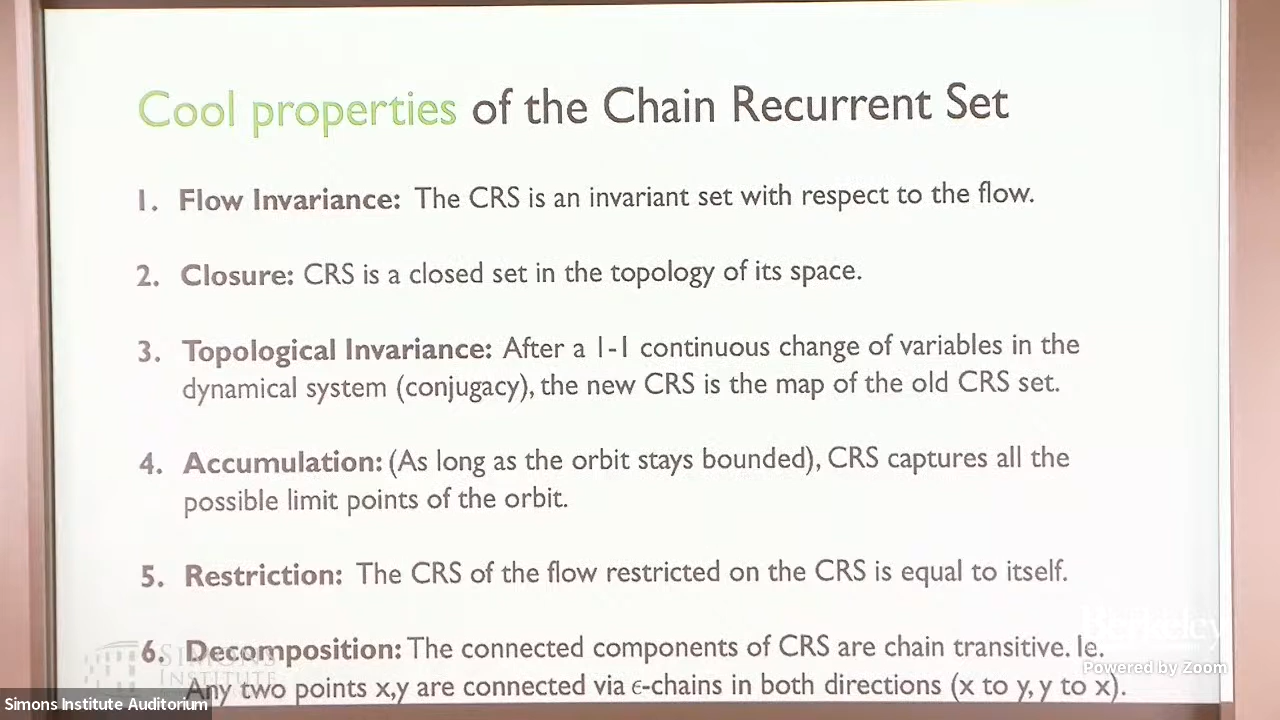 Cool properties of the Chain Recurrent Set
1. Flow Invariance: The CRS is an invariant set with respect to the flow.
2. Closure: CRS is a closed set in the topology of its space.
3. Topological Invariance: After a 1-1 continuous change of variables in the
dynamical system (conjugacy), the new CRS is the map of the old CRS set.
4. Accumulation: (As long as the orbit stays bounded), CRS captures all the
possible limit points of the orbit.
5. Restriction: The CRS of the flow restricted on the CRS is equal to itself.
6. Decomposition: The connected components of CRS are chain transitive. Ie.
Any two points x,y are connected via ϵ-chains in both directions (x to y, y to x).
SIMONS
INSTITUTE
Berkeley
Powered by Zoom
Simons Institute Auditorium